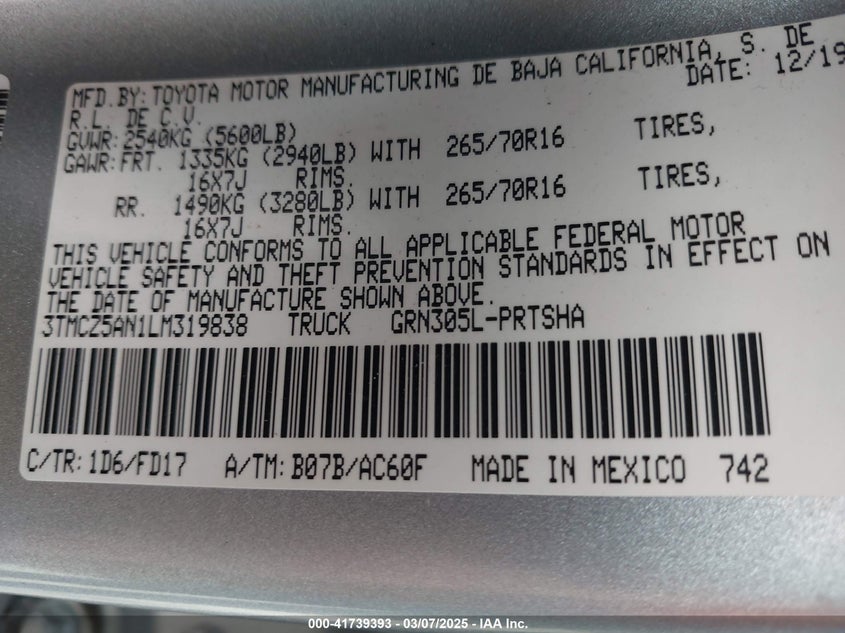 MFD.BY: TOYOTA MOTOR MANUFACTURING DE BAJA CALIFORNIA, S. DE
R.L. DE C.V. DATE: 12/19
GVWR: 2540KG (5600LB)
GAWR: FRT. 1335KG (2940LB) WITH 265/70R16 TIRES,
16X7J RIMS.
RR. 1490KG (3280LB) WITH 265/70R16 TIRES,
16X7J RIMS.
THIS VEHICLE CONFORMS TO ALL APPLICABLE FEDERAL MOTOR
VEHICLE SAFETY AND THEFT PREVENTION STANDARDS IN EFFECT ON
THE DATE OF MANUFACTURE SHOWN ABOVE.
3TMCZ5AN1LM319838 TRUCK GRN305L-PRTSHA
C/TR: 1D6/FD17 A/TM: B07B/AC60F MADE IN MEXICO 742
000-41739393 — 03/07/2025 — IAA Inc.